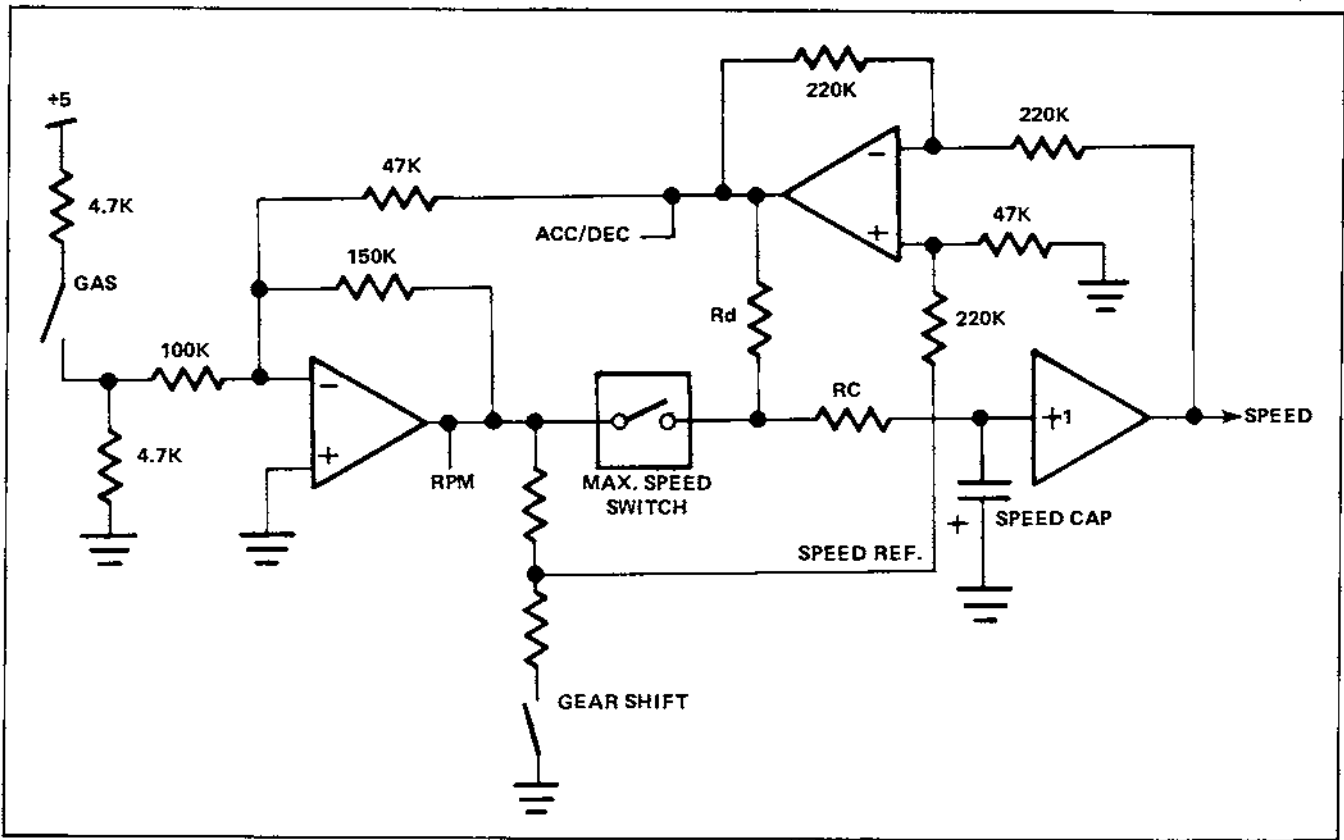 220K
+5
220K
47K
4.7K
47K
ACC/DEC
−
+
150K
GAS
Rd
220K
100K
RC
−
+
+1
SPEED
4.7K
RPM
MAX. SPEED
SWITCH
+
SPEED CAP
SPEED REF.
GEAR SHIFT